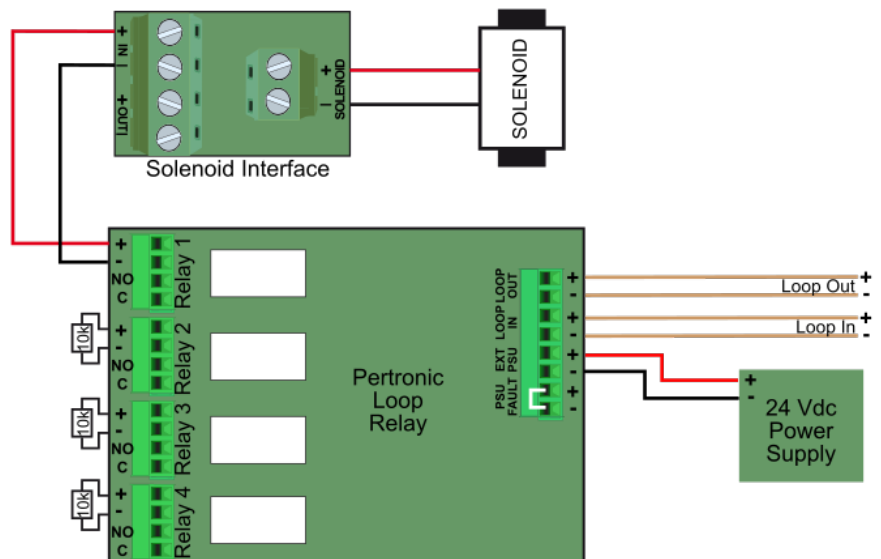 +
IN
−
+ OUT −
+
−
SOLENOID
SOLENOID
Solenoid Interface
+
-
NO
C
Relay 1
10k
+
-
NO
C
Relay 2
10k
+
-
NO
C
Relay 3
10k
+
-
NO
C
Relay 4
Pertronic
Loop
Relay
LOOP
OUT
LOOP
IN
EXT
PSU
PSU
FAULT
+
-
+
-
+
-
+
-
+
Loop Out
-
+
Loop In
-
+
-
24 Vdc
Power
Supply